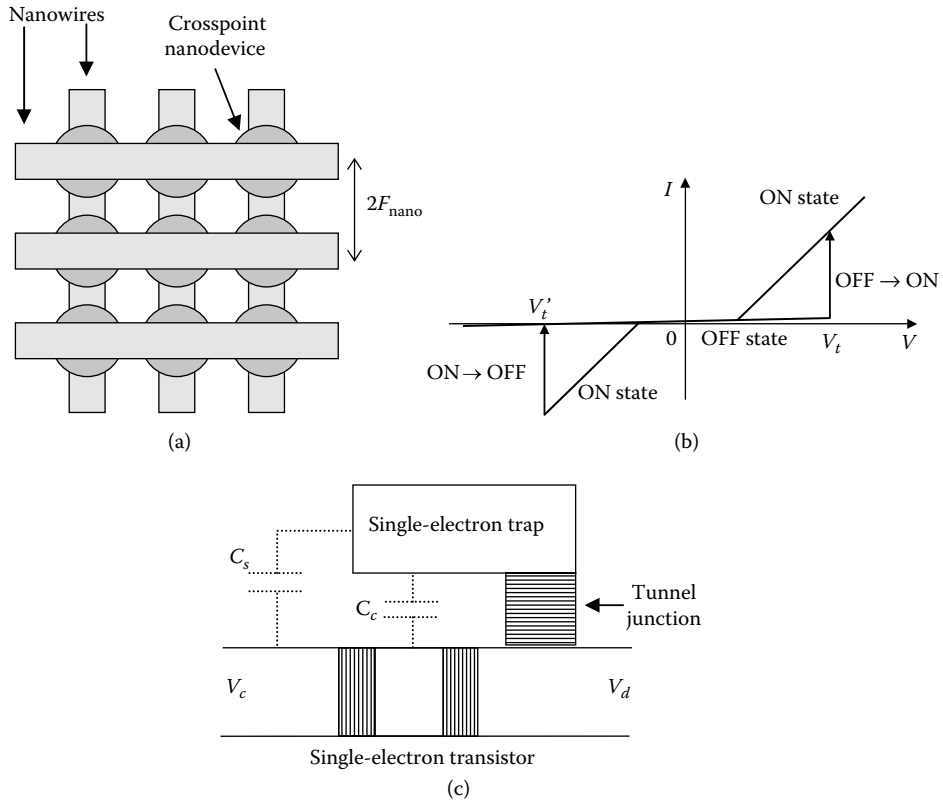 Nanowires
Crosspoint
nanodevice
2F_nano
(a)
I
ON state
OFF → ON
V_t'
0
OFF state
V_t
V
ON → OFF
ON state
(b)
Single-electron trap
C_s
C_c
Tunnel
junction
V_c
V_d
Single-electron transistor
(c)